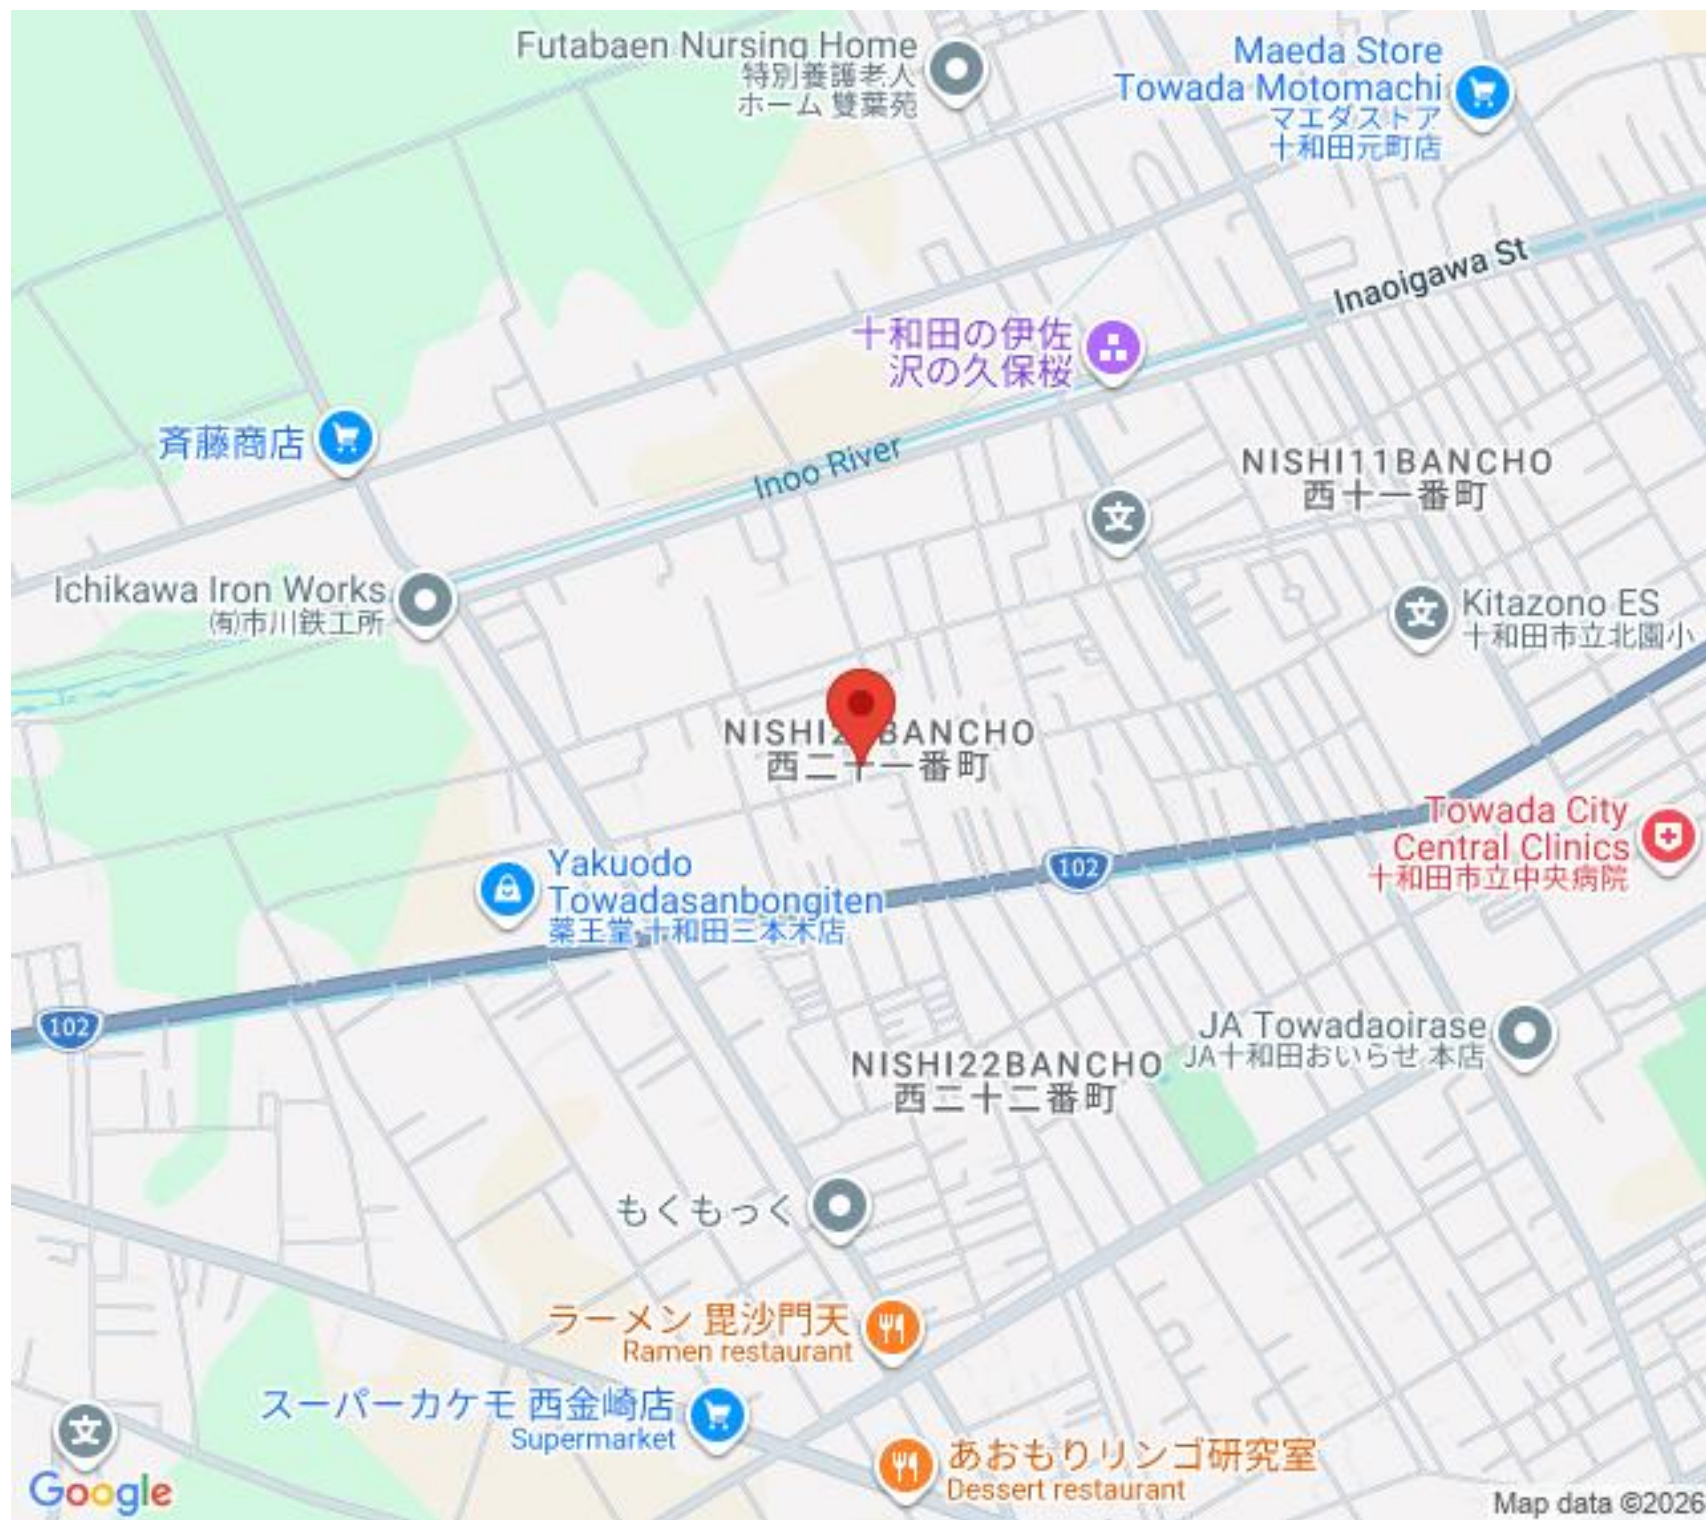 Futabaen Nursing Home
特別養護老人
ホーム 雙葉苑
Maeda Store
Towada Motomachi
マエダストア
十和田元町店
Inaoigawa St
十和田の伊佐
沢の久保桜
斉藤商店
Inoo River
NISHI11BANCHO
西十一番町
文
Ichikawa Iron Works
㈲市川鉄工所
文
Kitazono ES
十和田市立北園小
西二十一番町
Towada City
Central Clinics
十和田市立中央病院
Yakuodo
Towadasanbongiten
薬王堂 十和田三本木店
102
102
JA Towadaoirase
JA十和田おいらせ 本店
NISHI22BANCHO
西二十二番町
もくもっく
ラーメン 毘沙門天
Ramen restaurant
スーパーカケモ 西金崎店
Supermarket
文
あおもりリンゴ研究室
Dessert restaurant
Google
Map data ©2026